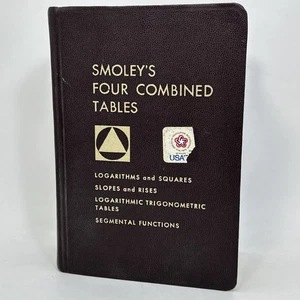 SMOLEY'S
FOUR COMBINED
TABLES
USA
LOGARITHMS and SQUARES
SLOPES and RISES
LOGARITHMIC TRIGONOMETRIC
TABLES
SEGMENTAL FUNCTIONS